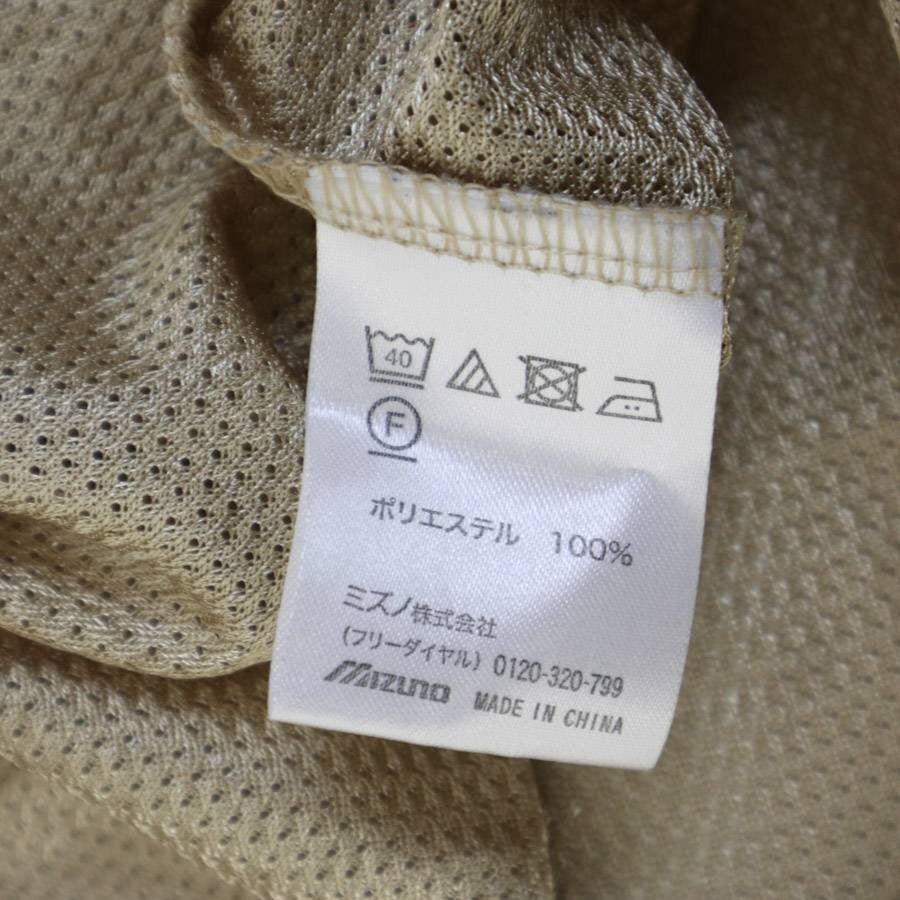 40
F
ポリエステル 100%
ミズノ株式会社
(フリーダイヤル) 0120-320-799
MIZUNO MADE IN CHINA